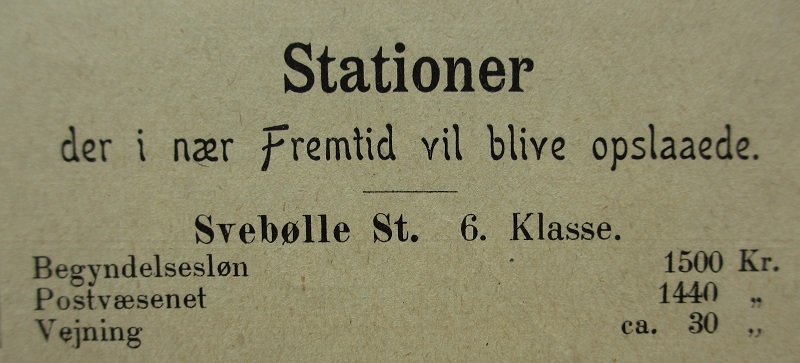 Stationer
der i nær Fremtid vil blive opslaaede.
Svebølle St. 6. Klasse.
Begyndelsesløn 1500 Kr.
Postvæsenet 1440 „
Vejning ca. 30 „